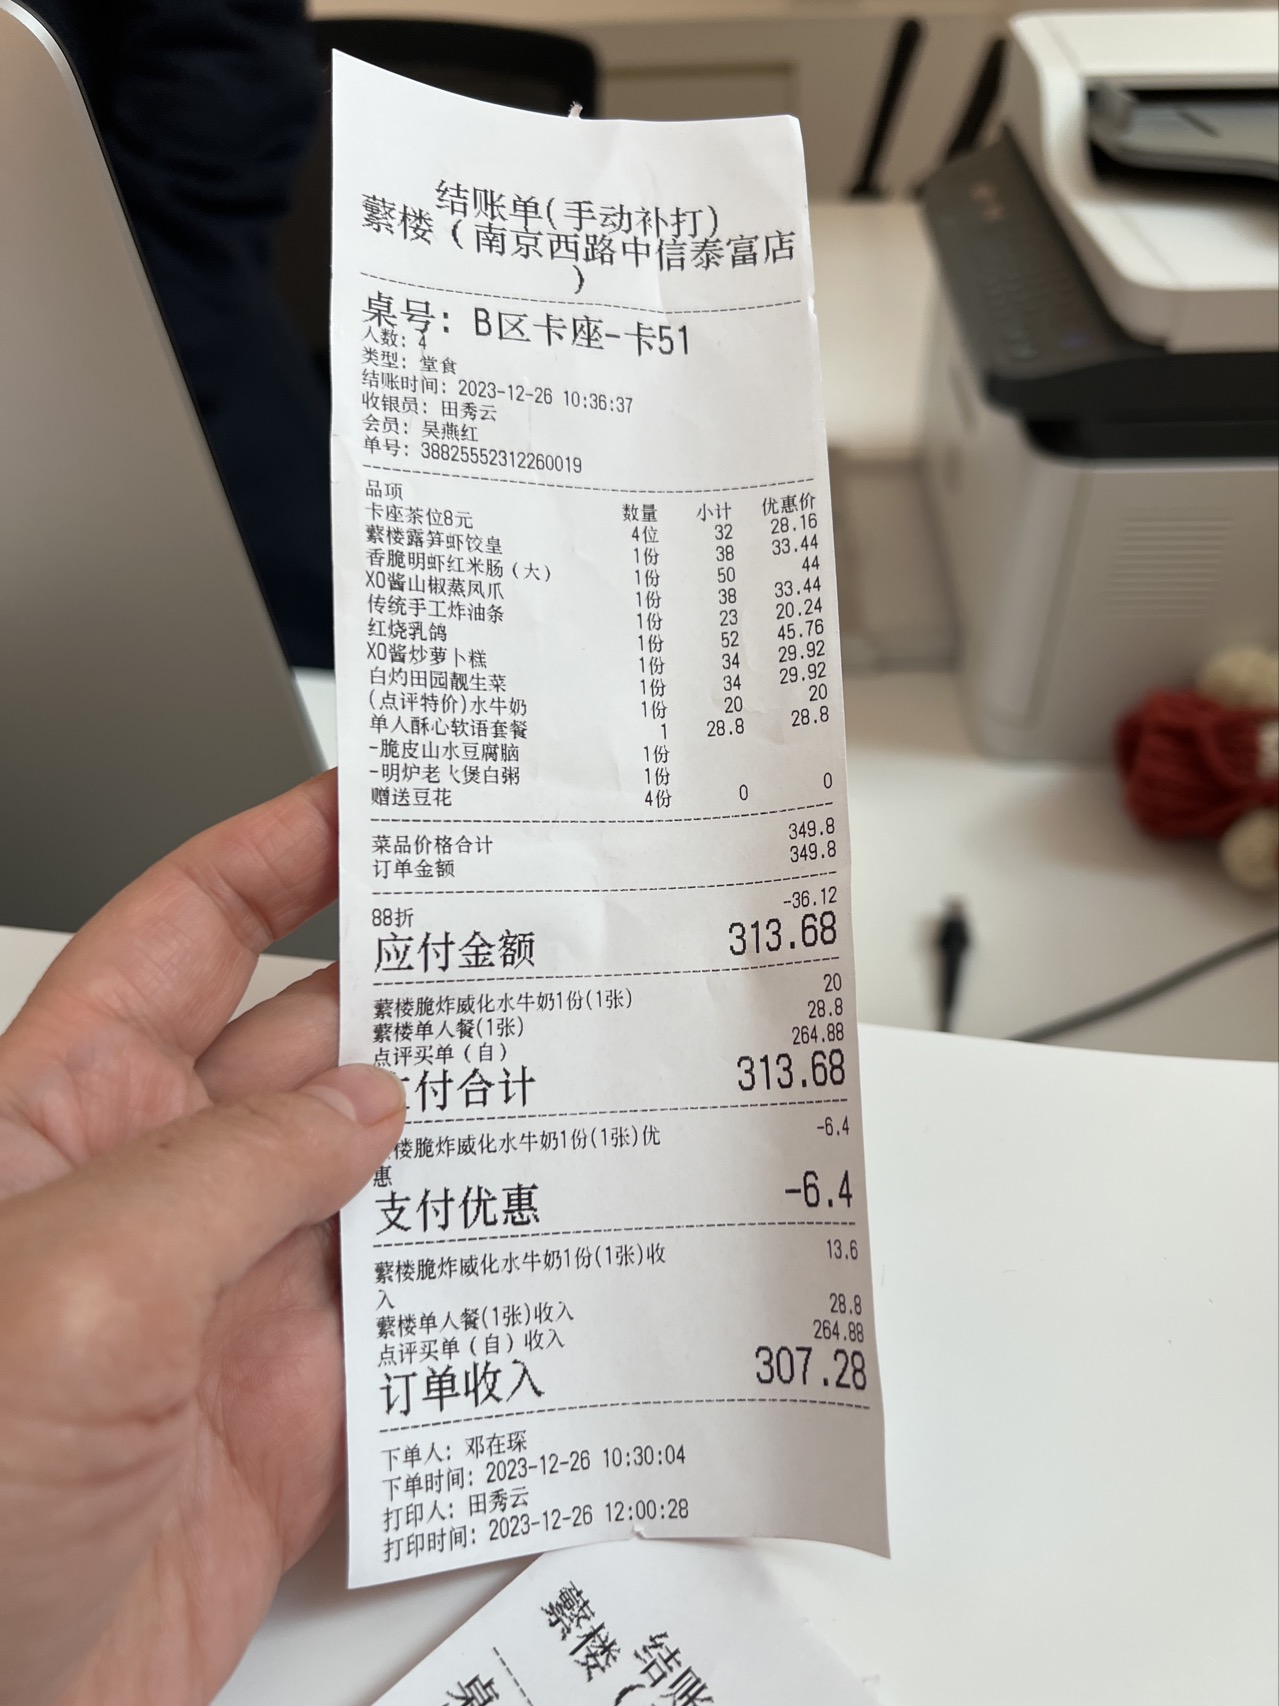 结账单(手动补打)
蘩楼（南京西路中信泰富店
）
桌号: B区卡座-卡51
人数: 4
类型: 堂食
结账时间: 2023-12-26 10:36:37
收银员: 田秀云
会员: 吴燕红
单号: 38825552312260019
品项 数量 小计 优惠价
卡座茶位8元 4位 32 28.16
蘩楼露笋虾饺皇 1份 38 33.44
香脆明虾红米肠（大） 1份 50 44
XO酱山椒蒸凤爪 1份 38 33.44
传统手工炸油条 1份 23 20.24
红烧乳鸽 1份 52 45.76
XO酱炒萝卜糕 1份 34 29.92
白灼田园靓生菜 1份 34 29.92
(点评特价)水牛奶 1份 20 20
单人酥心软语套餐 1 28.8 28.8
-脆皮山水豆腐脑 1份
-明炉老火煲白粥 1份
赠送豆花 4份 0 0
菜品价格合计 349.8
订单金额 349.8
88折 -36.12
应付金额 313.68
蘩楼脆炸威化水牛奶1份(1张) 20
蘩楼单人餐(1张) 28.8
点评买单（自） 264.88
付合计 313.68
楼脆炸威化水牛奶1份(1张)优 -6.4
惠
支付优惠 -6.4
蘩楼脆炸威化水牛奶1份(1张)收 13.6
入
蘩楼单人餐(1张)收入 28.8
点评买单（自）收入 264.88
订单收入 307.28
下单人: 邓在琛
下单时间: 2023-12-26 10:30:04
打印人: 田秀云
打印时间: 2023-12-26 12:00:28
结账
蘩楼（
桌